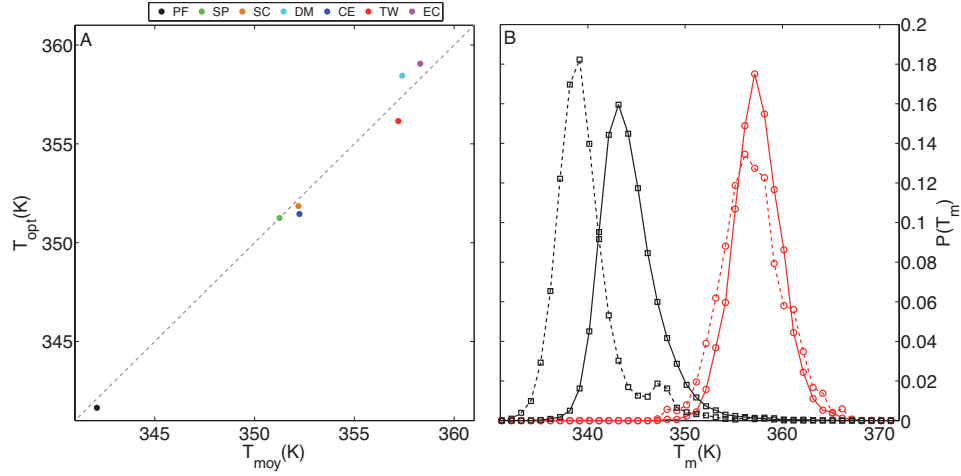 PF SP SC DM CE TW EC
A
360
355
350
345
T_opt(K)
345 350 355 360
T_moy(K)
B
0.2
0.18
0.16
0.14
0.12
0.1
0.08
0.06
0.04
0.02
0
P(T_m)
340 350 360 370
T_m(K)